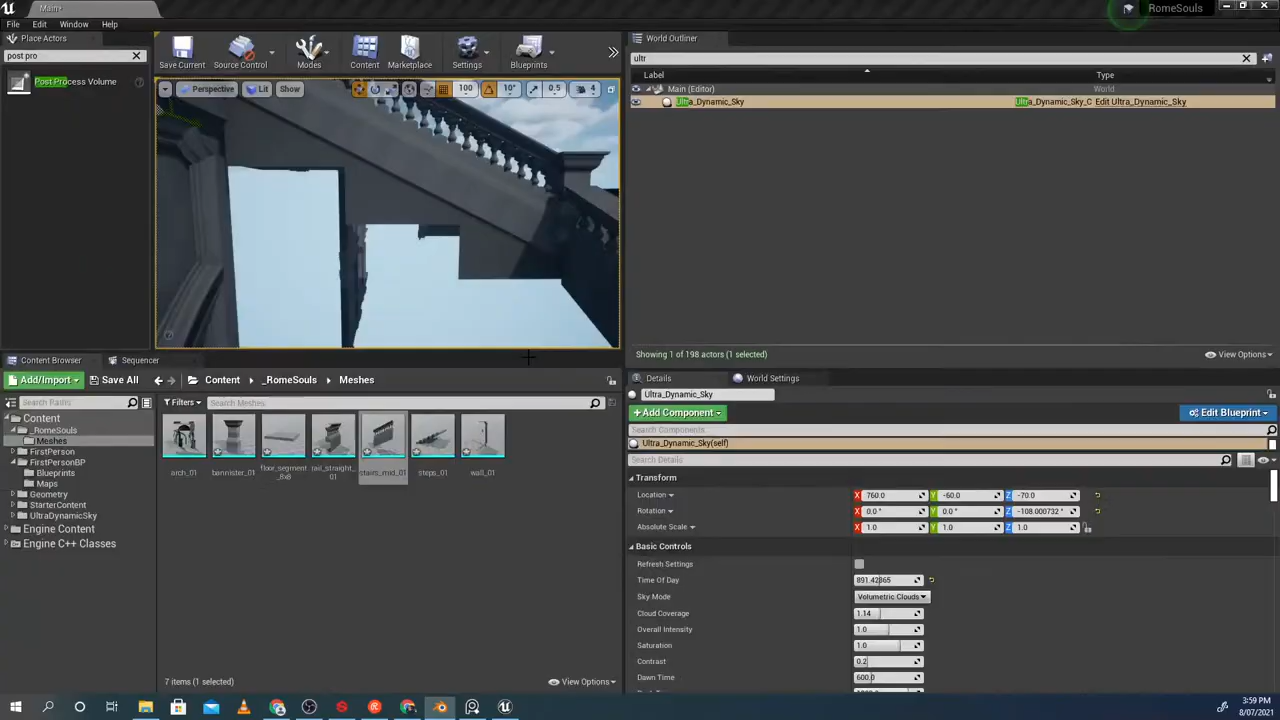 Main*
RomeSouls
File Edit Window Help
Place Actors
post pro
Post Process Volume
Save Current
Source Control
Modes
Content
Marketplace
Settings
Blueprints
Perspective
Lit
Show
100
10°
0.5
4
World Outliner
ultr
Label
Type
Main (Editor)
World
Ultra_Dynamic_Sky
Ultra_Dynamic_Sky_C
Edit Ultra_Dynamic_Sky
Showing 1 of 198 actors (1 selected)
View Options
Content Browser
Sequencer
Add/Import
Save All
Content
_RomeSouls
Meshes
Search Paths
Filters
Search Meshes
Content
_RomeSouls
Meshes
FirstPerson
FirstPersonBP
Blueprints
Maps
Geometry
StarterContent
UltraDynamicSky
Engine Content
Engine C++ Classes
arch_01
bannister_01
floor_segment
_8x8
rail_straight_01
stairs_mid_01
steps_01
wall_01
7 items (1 selected)
View Options
Details
World Settings
Ultra_Dynamic_Sky
+Add Component
Edit Blueprint
Search Components
Ultra_Dynamic_Sky(self)
Search Details
Transform
Location X 760.0 Y -60.0 Z -70.0
Rotation X 0.0 ° Y 0.0 ° Z -108.000732 °
Absolute Scale X 1.0 Y 1.0 Z 1.0
Basic Controls
Refresh Settings
Time Of Day 891.42365
Sky Mode Volumetric Clouds
Cloud Coverage 1.14
Overall Intensity 1.0
Saturation 1.0
Contrast 0.2
Dawn Time 600.0
3:59 PM
8/07/2021